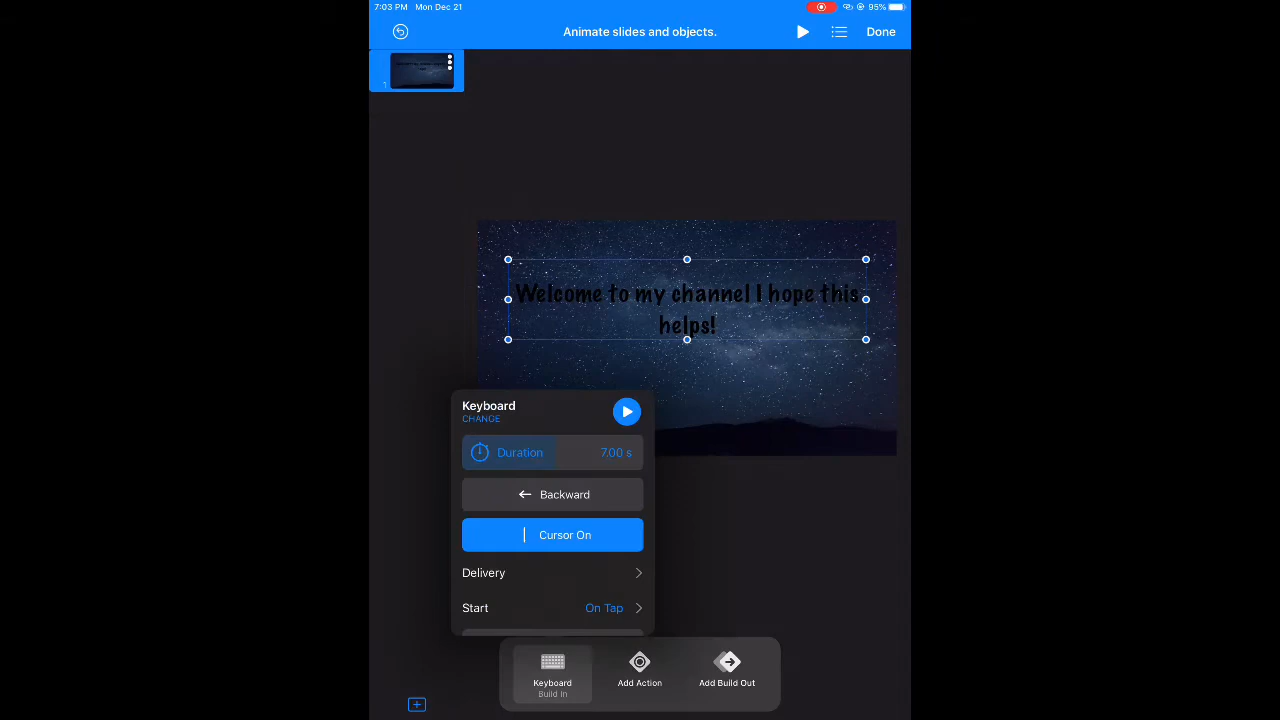 7:03 PM Mon Dec 21
95%
Animate slides and objects.
Done
1
Welcome to my channel I hope this
helps!
Keyboard
CHANGE
Duration 7.00 s
Backward
Cursor On
Delivery
Start On Tap
Keyboard
Build In
Add Action
Add Build Out